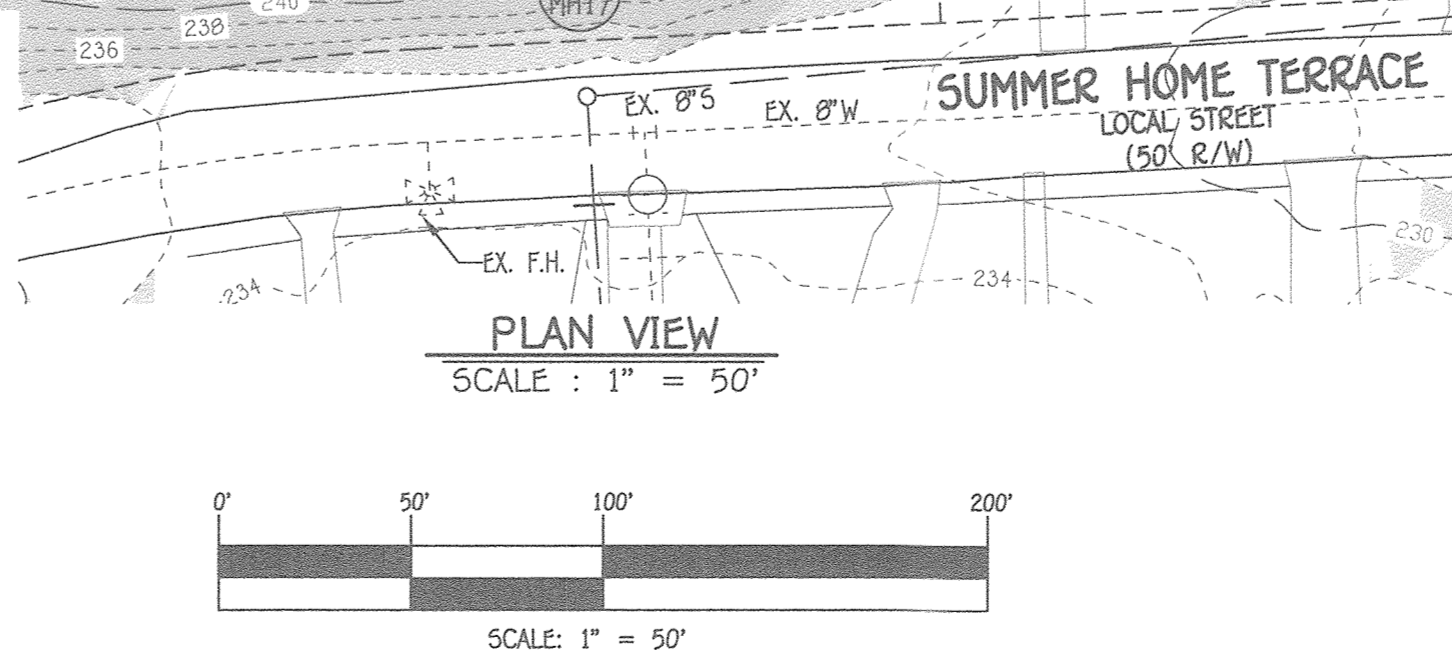 240
MH17
238
236
SUMMER HOME TERRACE
EX. 8"S
EX. 8"W
LOCAL STREET
(50' R/W)
EX. F.H.
230
234
234
PLAN VIEW
SCALE : 1" = 50'
0' 50' 100' 200'
SCALE: 1" = 50'